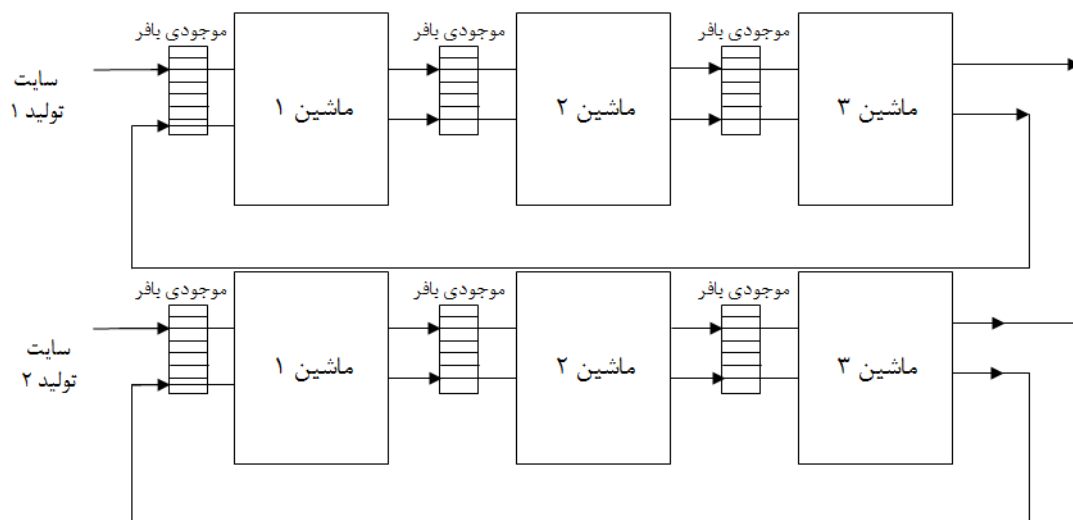 موجودی بافر
موجودی بافر
موجودی بافر
سایت
تولید ۱
ماشین ۱
ماشین ۲
ماشین ۳
موجودی بافر
موجودی بافر
موجودی بافر
سایت
تولید ۲
ماشین ۱
ماشین ۲
ماشین ۳